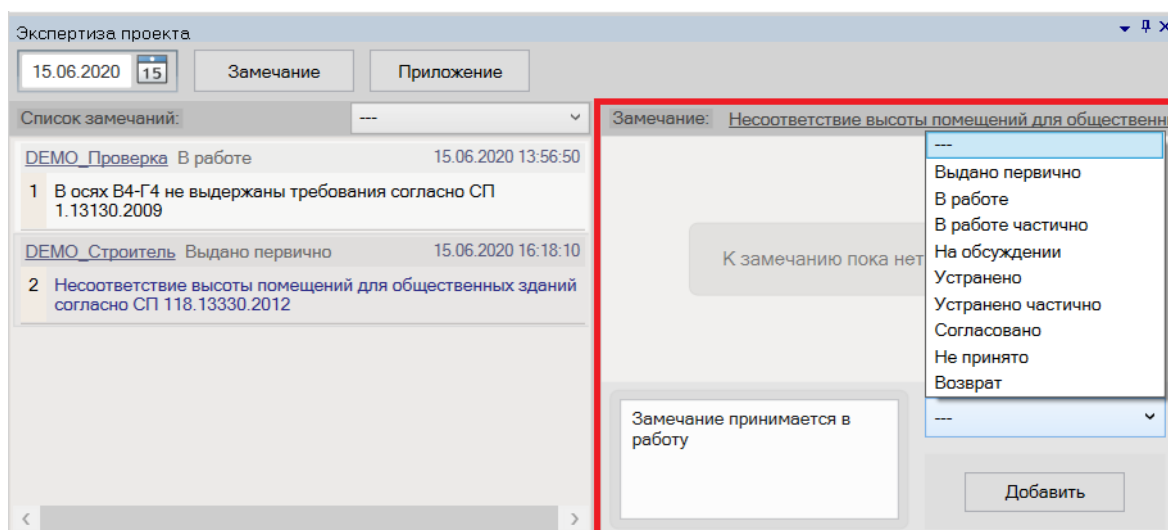 Экспертиза проекта
15.06.2020 15 Замечание Приложение
Список замечаний: ---
DEMO_Проверка В работе 15.06.2020 13:56:50
1 В осях В4-Г4 не выдержаны требования согласно СП
1.13130.2009
DEMO_Строитель Выдано первично 15.06.2020 16:18:10
2 Несоответствие высоты помещений для общественных зданий
согласно СП 118.13330.2012
Замечание: Несоответствие высоты помещений для общественн
К замечанию пока нет
---
Выдано первично
В работе
В работе частично
На обсуждении
Устранено
Устранено частично
Согласовано
Не принято
Возврат
---
Замечание принимается в
работу
Добавить